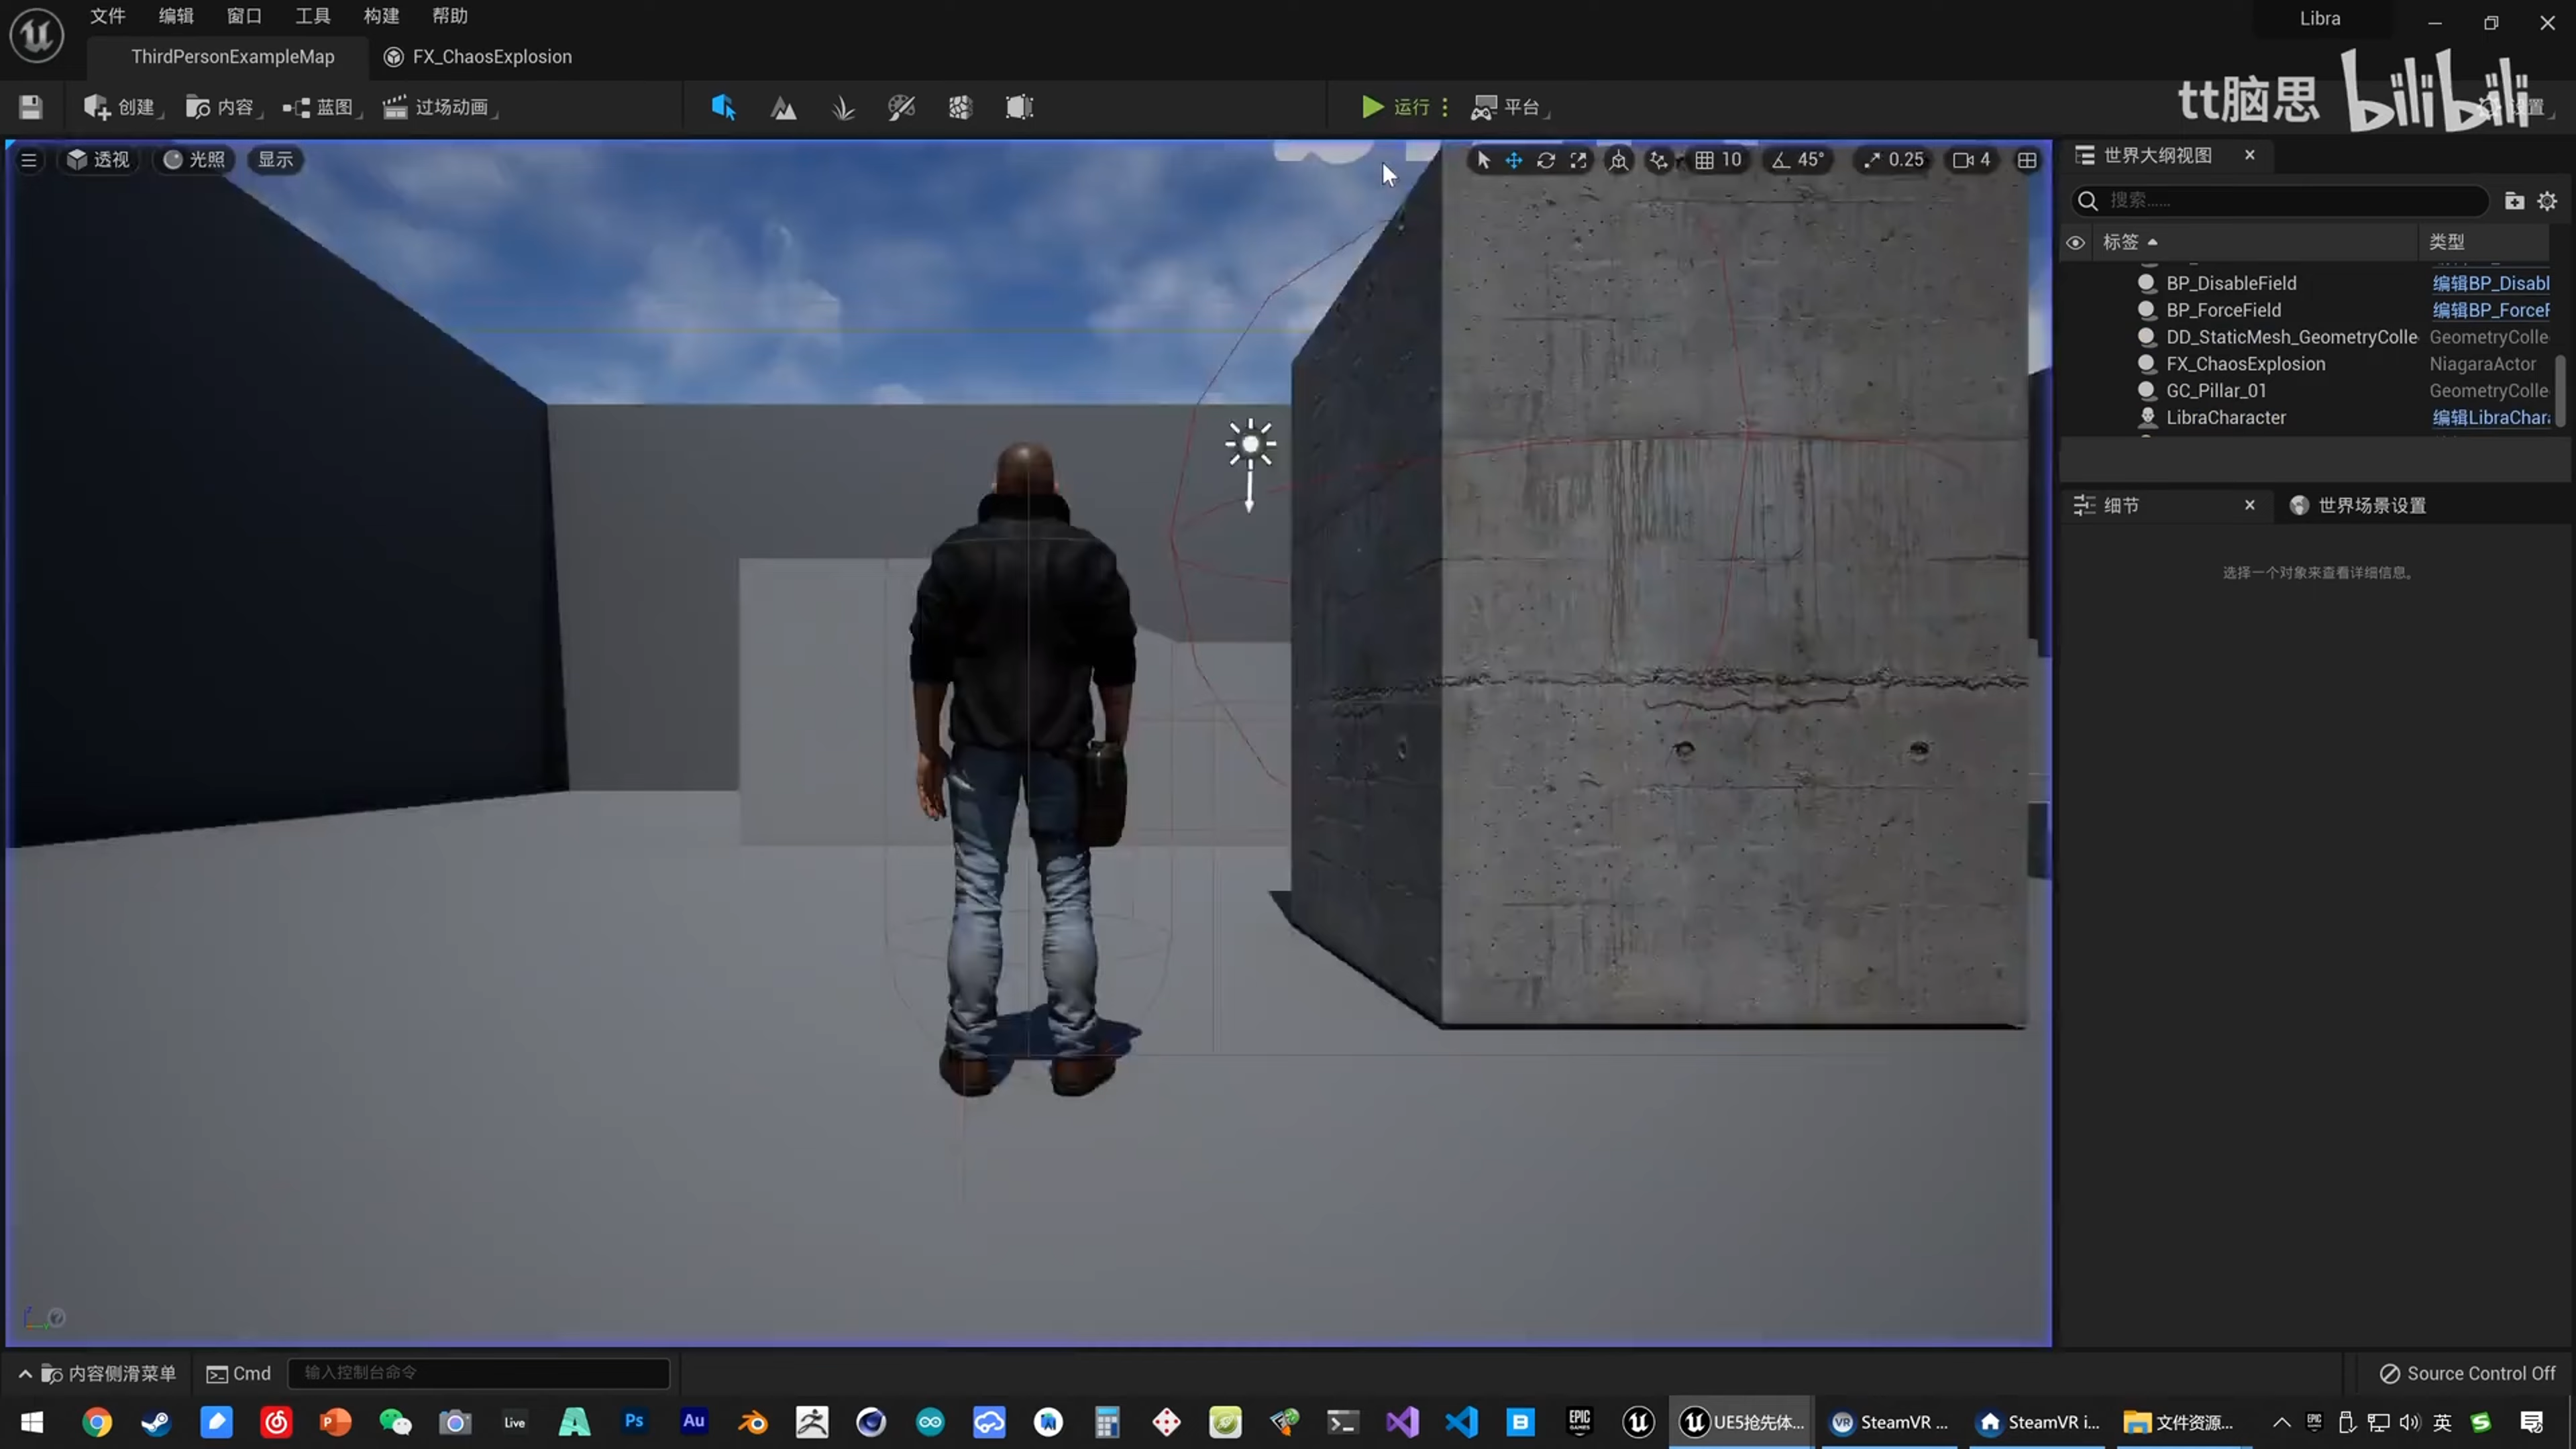 文件 编辑 窗口 工具 构建 帮助 Libra
ThirdPersonExampleMap FX_ChaosExplosion
创建 内容 蓝图 过场动画 运行 平台
tt脑思 bilibili
透视 光照 显示 10 45° 0.25 4
世界大纲视图
搜索......
标签 类型
BP_DisableField 编辑BP_Disabl
BP_ForceField 编辑BP_ForceF
DD_StaticMesh_GeometryColle GeometryColle
FX_ChaosExplosion NiagaraActor
GC_Pillar_01 GeometryColle
LibraCharacter 编辑LibraChar
细节 世界场景设置
选择一个对象来查看详细信息。
内容侧滑菜单 Cmd 输入控制台命令 Source Control Off
Live Ps Au EPIC GAMES UE5抢先体... SteamVR ... SteamVR i... 文件资源... 英